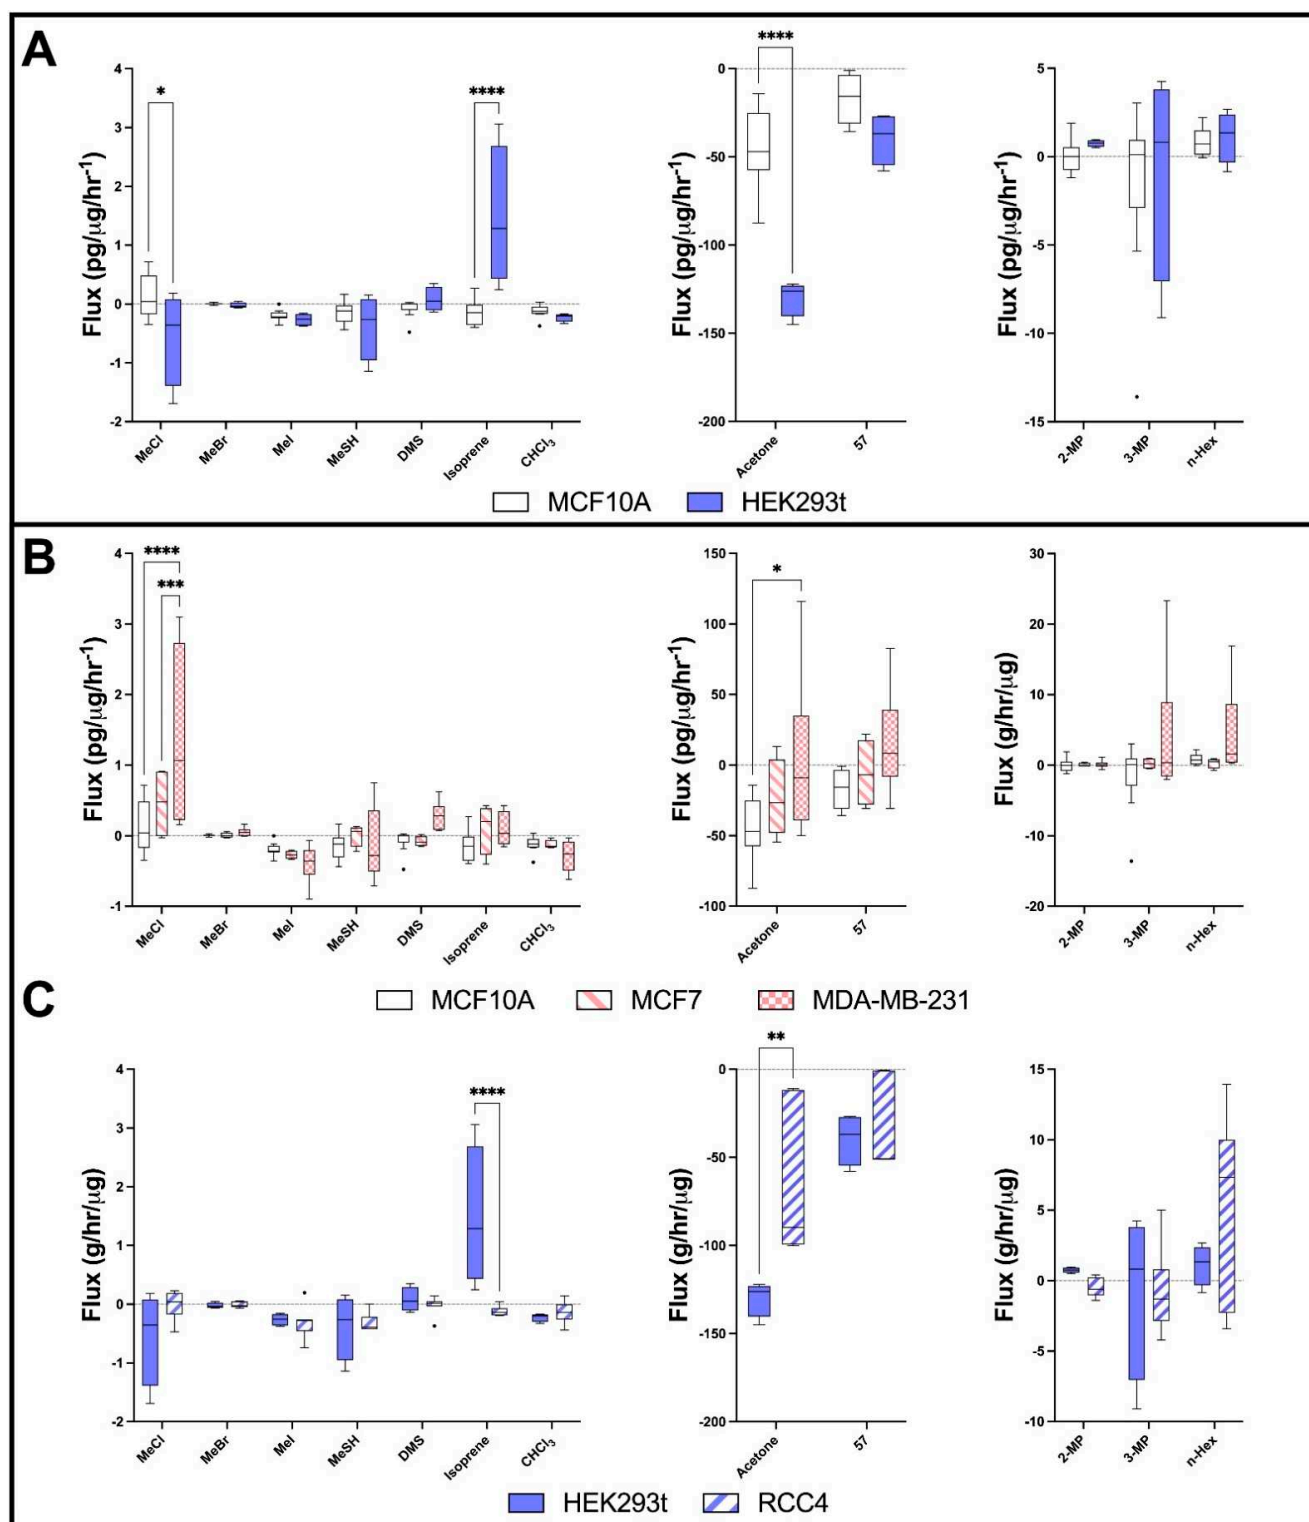 A
Flux (pg/μg/hr⁻¹)
4
3
2
1
0
-1
-2
*
****
MeCl
MeBr
MeI
MeSH
DMS
Isoprene
CHCl₃
Flux (pg/μg/hr⁻¹)
0
-50
-100
-150
-200
****
Acetone
57
Flux (pg/μg/hr⁻¹)
5
0
-5
-10
-15
2-MP
3-MP
n-Hex
MCF10A HEK293t
B
Flux (pg/μg/hr⁻¹)
4
3
2
1
0
-1
****
***
MeCl
MeBr
MeI
MeSH
DMS
Isoprene
CHCl₃
Flux (pg/μg/hr⁻¹)
150
100
50
0
-50
-100
*
Acetone
57
Flux (g/hr/μg)
30
20
10
0
-10
-20
2-MP
3-MP
n-Hex
MCF10A MCF7 MDA-MB-231
C
Flux (g/hr/μg)
4
3
2
1
0
-1
-2
****
MeCl
MeBr
MeI
MeSH
DMS
Isoprene
CHCl₃
Flux (g/hr/μg)
0
-50
-100
-150
-200
**
Acetone
57
Flux (g/hr/μg)
15
10
5
0
-5
-10
2-MP
3-MP
n-Hex
HEK293t RCC4